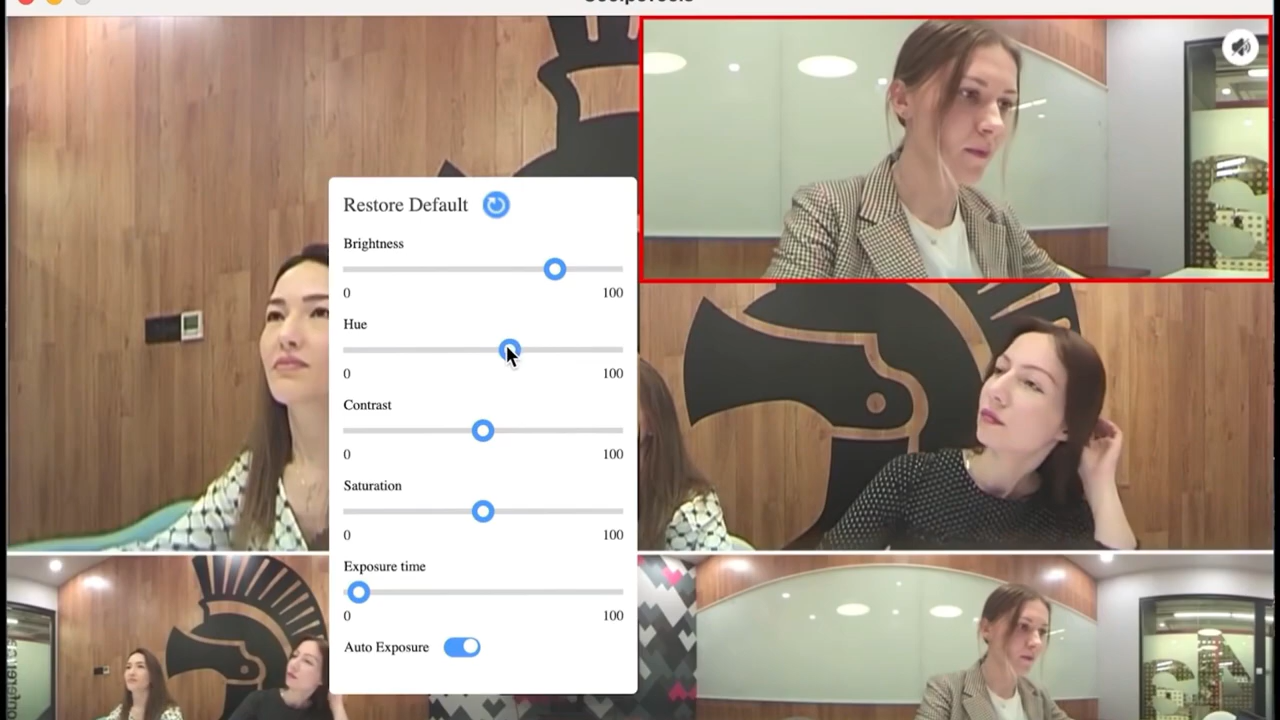 Restore Default
Brightness
0 100
Hue
0 100
Contrast
0 100
Saturation
0 100
Exposure time
0 100
Auto Exposure